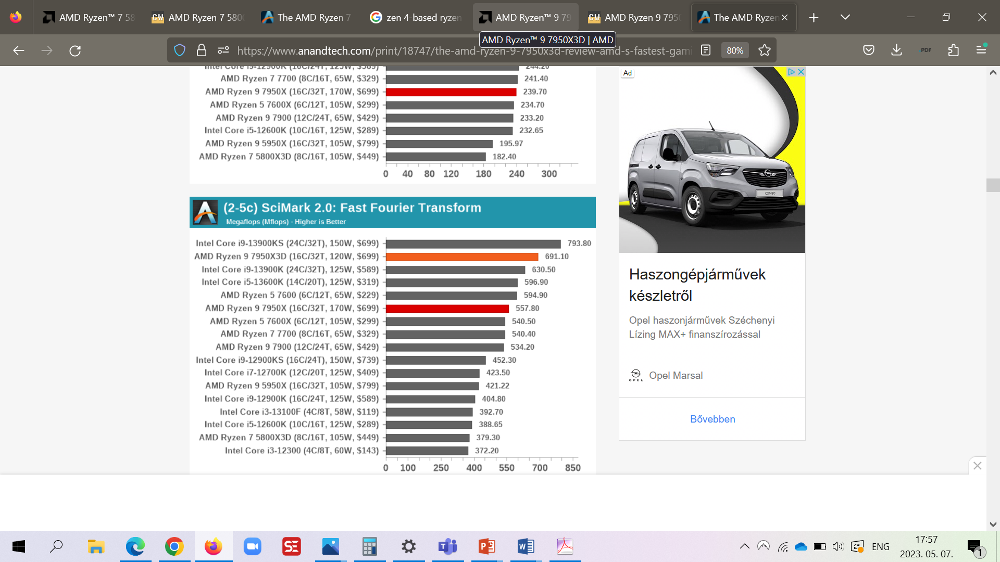 AMD Ryzen™ 7 58
AMD Ryzen 7 580
The AMD Ryzen 7
zen 4-based ryzen
AMD Ryzen™ 9 79
AMD Ryzen 9 795
The AMD Ryzen
AMD Ryzen™ 9 7950X3D | AMD
https://www.anandtech.com/print/18747/the-amd-ryzen-9-7950x3d-review-amd-s-fastest-gami
80%
PDF
Intel Core i9-12900K (16C/24T, 125W, $589) 244.20
AMD Ryzen 7 7700 (8C/16T, 65W, $329) 241.40
AMD Ryzen 9 7950X (16C/32T, 170W, $699) 239.70
AMD Ryzen 5 7600X (6C/12T, 105W, $299) 234.70
AMD Ryzen 9 7900 (12C/24T, 65W, $429) 233.20
Intel Core i5-12600K (10C/16T, 125W, $289) 232.65
AMD Ryzen 9 5950X (16C/32T, 105W, $799) 195.97
AMD Ryzen 7 5800X3D (8C/16T, 105W, $449) 182.40
0 40 80 120 180 240 300
(2-5c) SciMark 2.0: Fast Fourier Transform
Megaflops (Mflops) - Higher is Better
Intel Core i9-13900KS (24C/32T), 150W, $699) 793.80
AMD Ryzen 9 7950X3D (16C/32T, 120W, $699) 691.10
Intel Core i9-13900K (24C/32T), 125W, $589) 630.50
Intel Core i5-13600K (14C/20T), 125W, $319) 596.90
AMD Ryzen 5 7600 (6C/12T, 65W, $229) 594.90
AMD Ryzen 9 7950X (16C/32T, 170W, $699) 557.80
AMD Ryzen 5 7600X (6C/12T, 105W, $299) 540.50
AMD Ryzen 7 7700 (8C/16T, 65W, $329) 540.40
AMD Ryzen 9 7900 (12C/24T, 65W, $429) 534.20
Intel Core i9-12900KS (16C/24T), 150W, $739) 452.30
Intel Core i7-12700K (12C/20T, 125W, $409) 423.50
AMD Ryzen 9 5950X (16C/32T, 105W, $799) 421.22
Intel Core i9-12900K (16C/24T, 125W, $589) 404.80
Intel Core i3-13100F (4C/8T, 58W, $119) 392.70
Intel Core i5-12600K (10C/16T, 125W, $289) 388.65
AMD Ryzen 7 5800X3D (8C/16T, 105W, $449) 379.30
Intel Core i3-12300 (4C/8T, 60W, $143) 372.20
0 100 250 400 550 700 850
Ad
COMBO
Haszongépjárművek
készletről
Opel haszonjárművek Széchenyi
Lízing MAX+ finanszírozással
OPEL
Opel Marsal
Bővebben
ENG
17:57
2023. 05. 07.
1